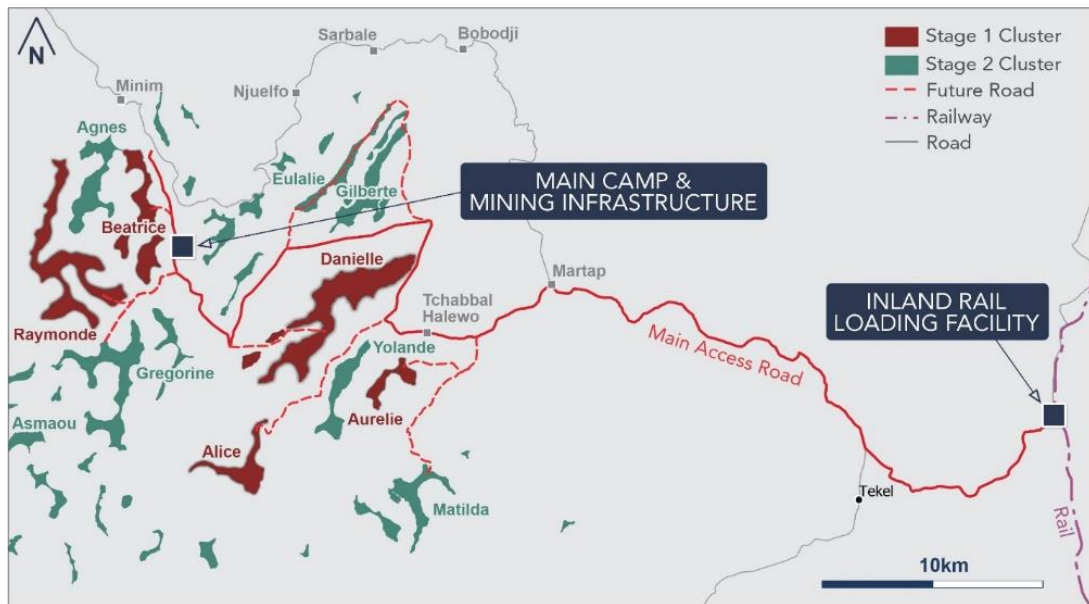 N
Sarbale
Bobodji
Minim
Njuelfo
Stage 1 Cluster
Stage 2 Cluster
Future Road
Railway
Road
Agnes
Eulalie
Gilberte
MAIN CAMP &
MINING INFRASTRUCTURE
Beatrice
Danielle
Martap
Tchabbal
Halewo
INLAND RAIL
LOADING FACILITY
Raymonde
Main Access Road
Yolande
Gregorine
Aurelie
Asmaou
Alice
Matilda
Tekel
Rail
10km